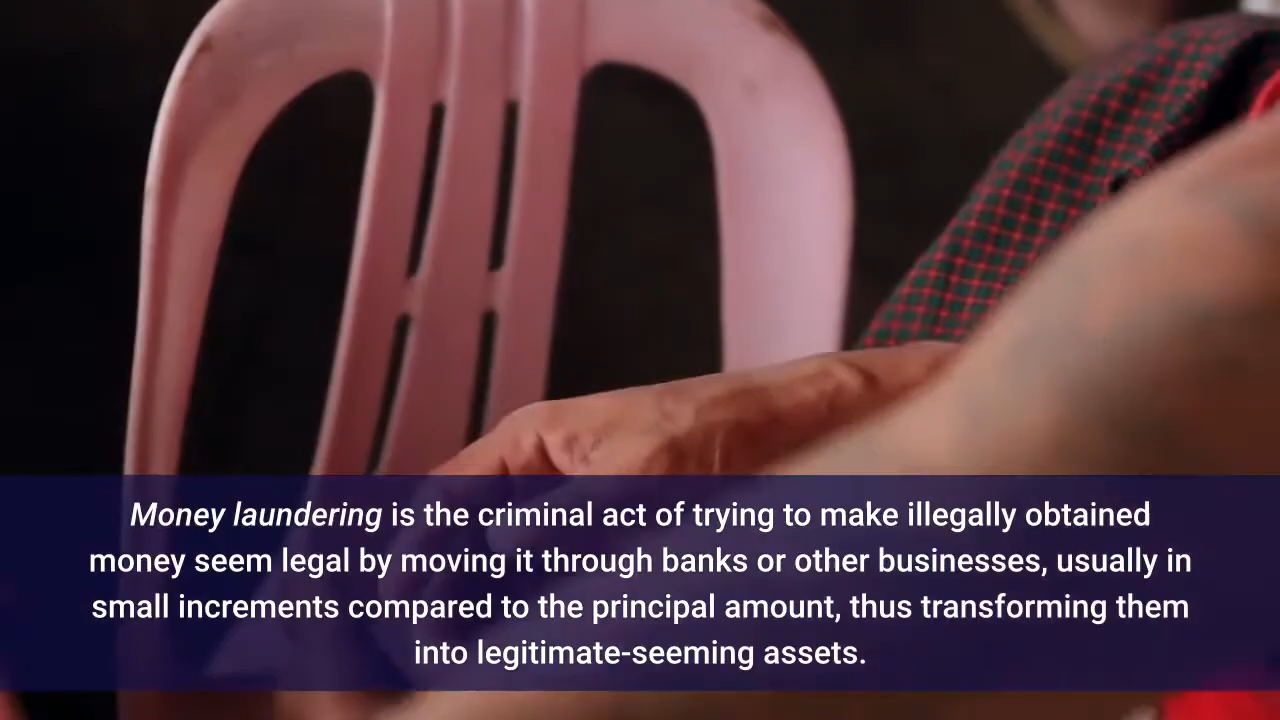 Money laundering is the criminal act of trying to make illegally obtained
money seem legal by moving it through banks or other businesses, usually in
small increments compared to the principal amount, thus transforming them
into legitimate-seeming assets.